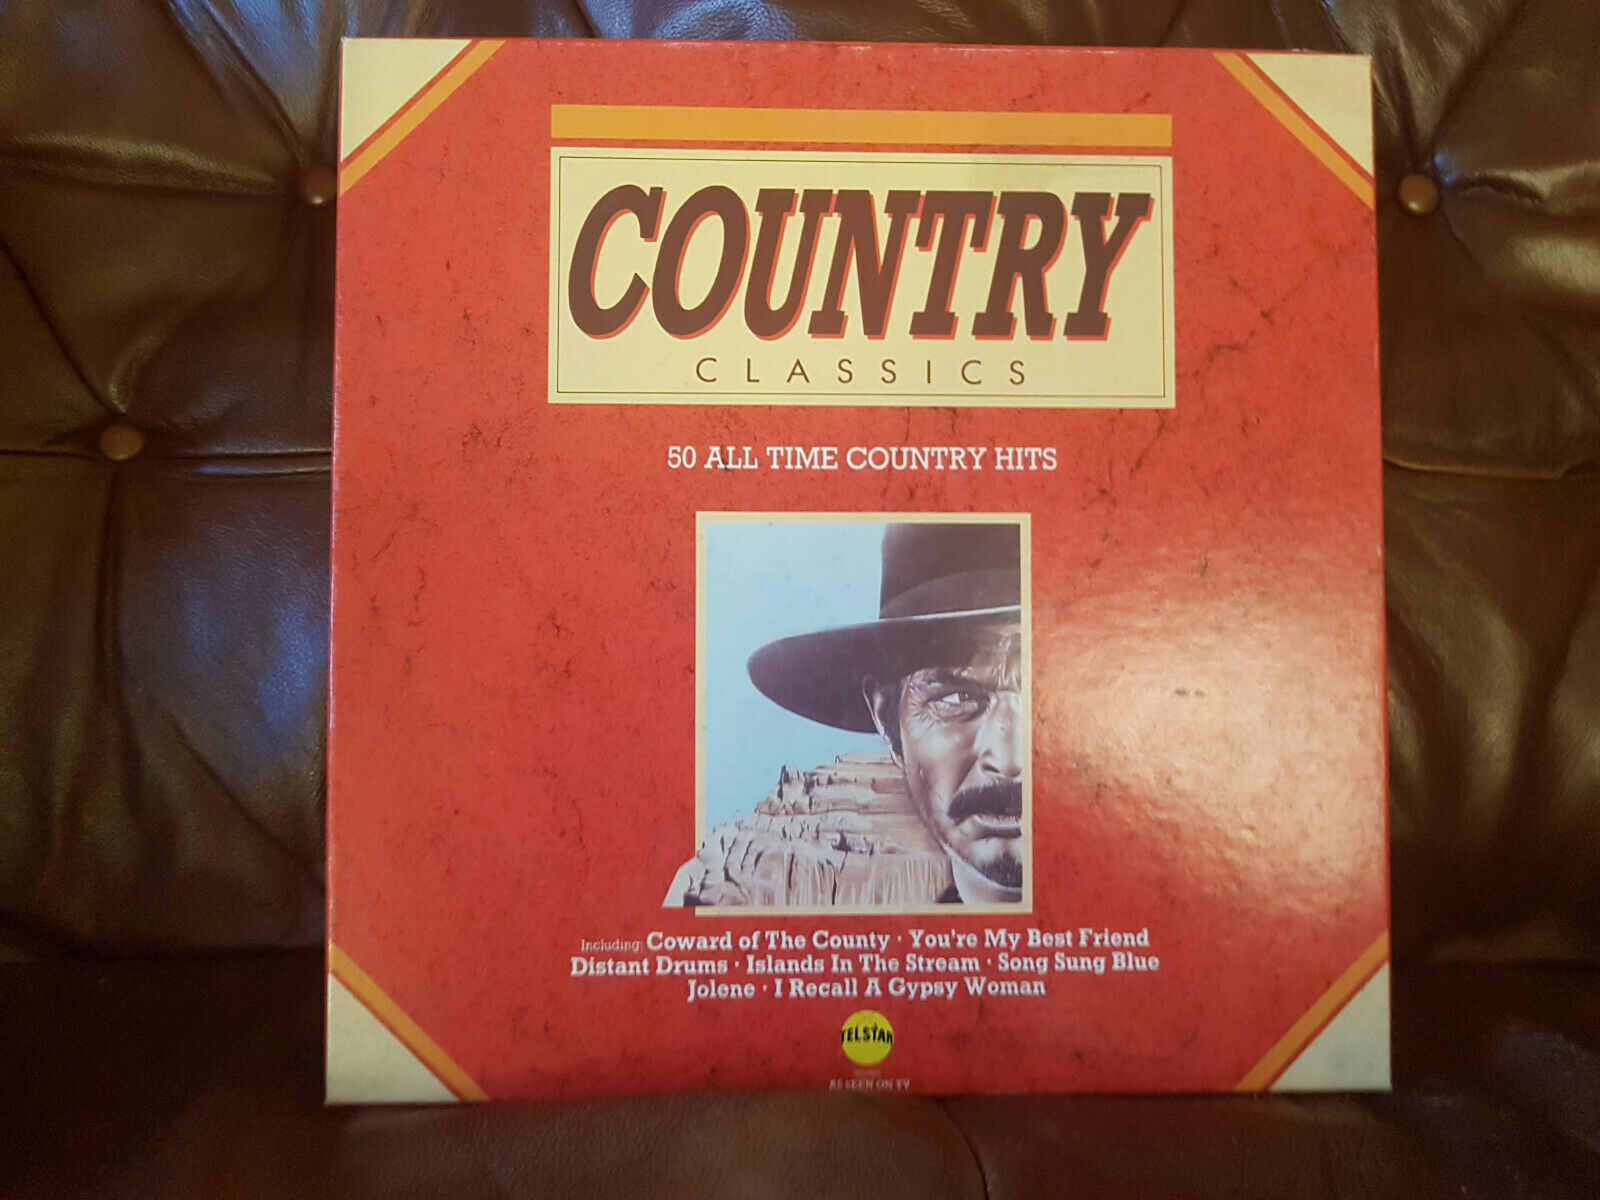 COUNTRY
CLASSICS
50 ALL TIME COUNTRY HITS
Including: Coward of The County · You're My Best Friend
Distant Drums · Islands In The Stream · Song Sung Blue
Jolene · I Recall A Gypsy Woman
TELSTAR
AS SEEN ON TV